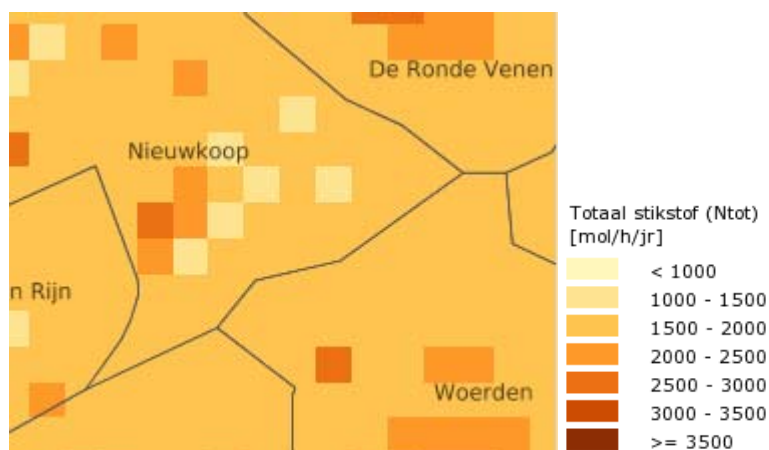 De Ronde Venen
Nieuwkoop
n Rijn
Woerden
Totaal stikstof (Ntot)
[mol/h/jr]
< 1000
1000 - 1500
1500 - 2000
2000 - 2500
2500 - 3000
3000 - 3500
>= 3500